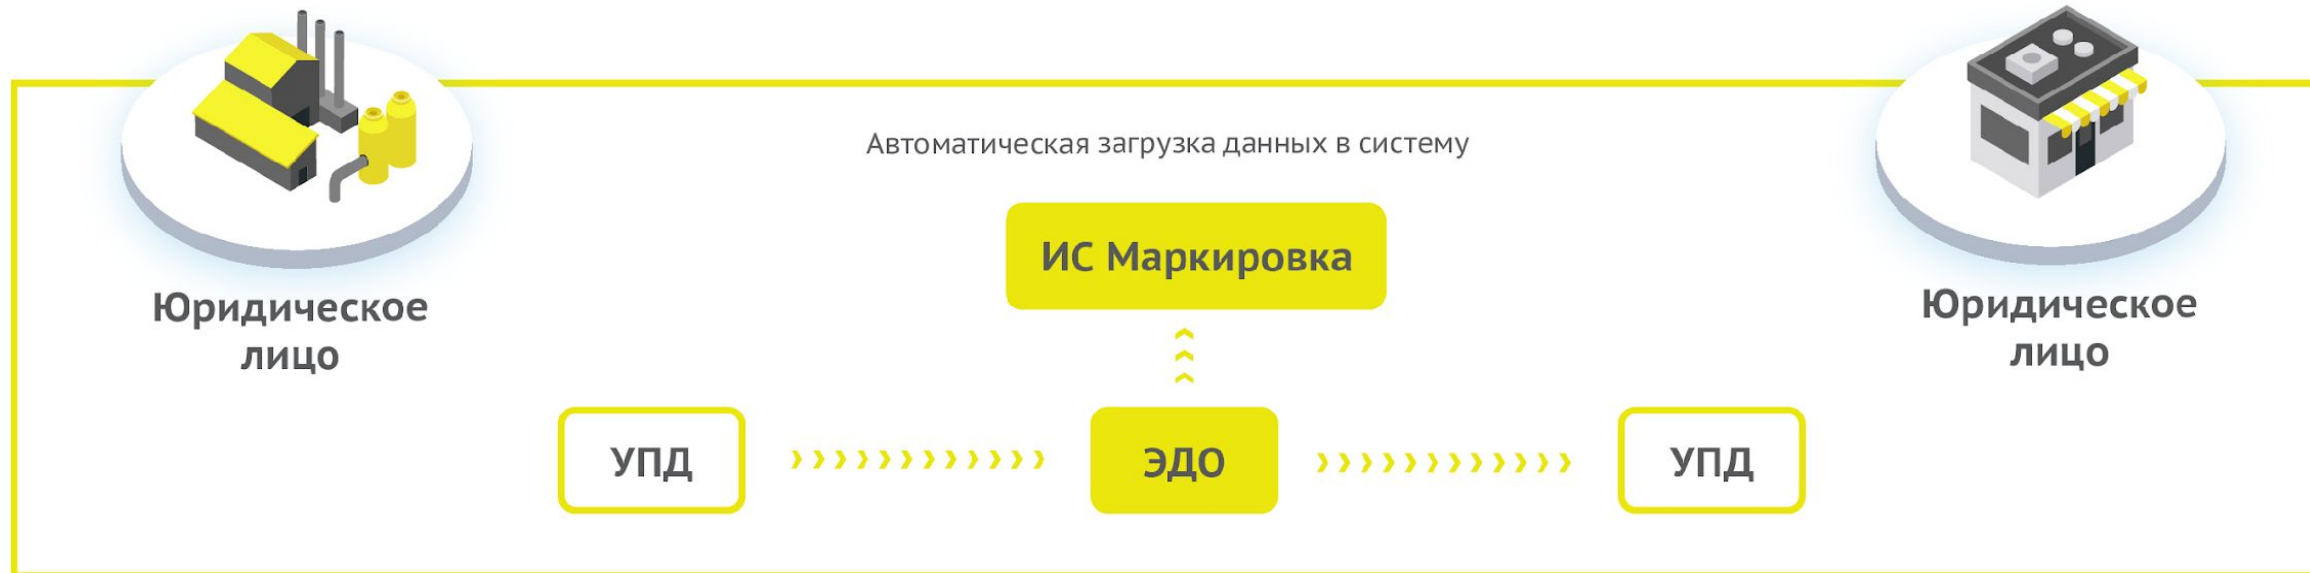 Автоматическая загрузка данных в систему
ИС Маркировка
Юридическое
лицо
Юридическое
лицо
УПД
ЭДО
УПД